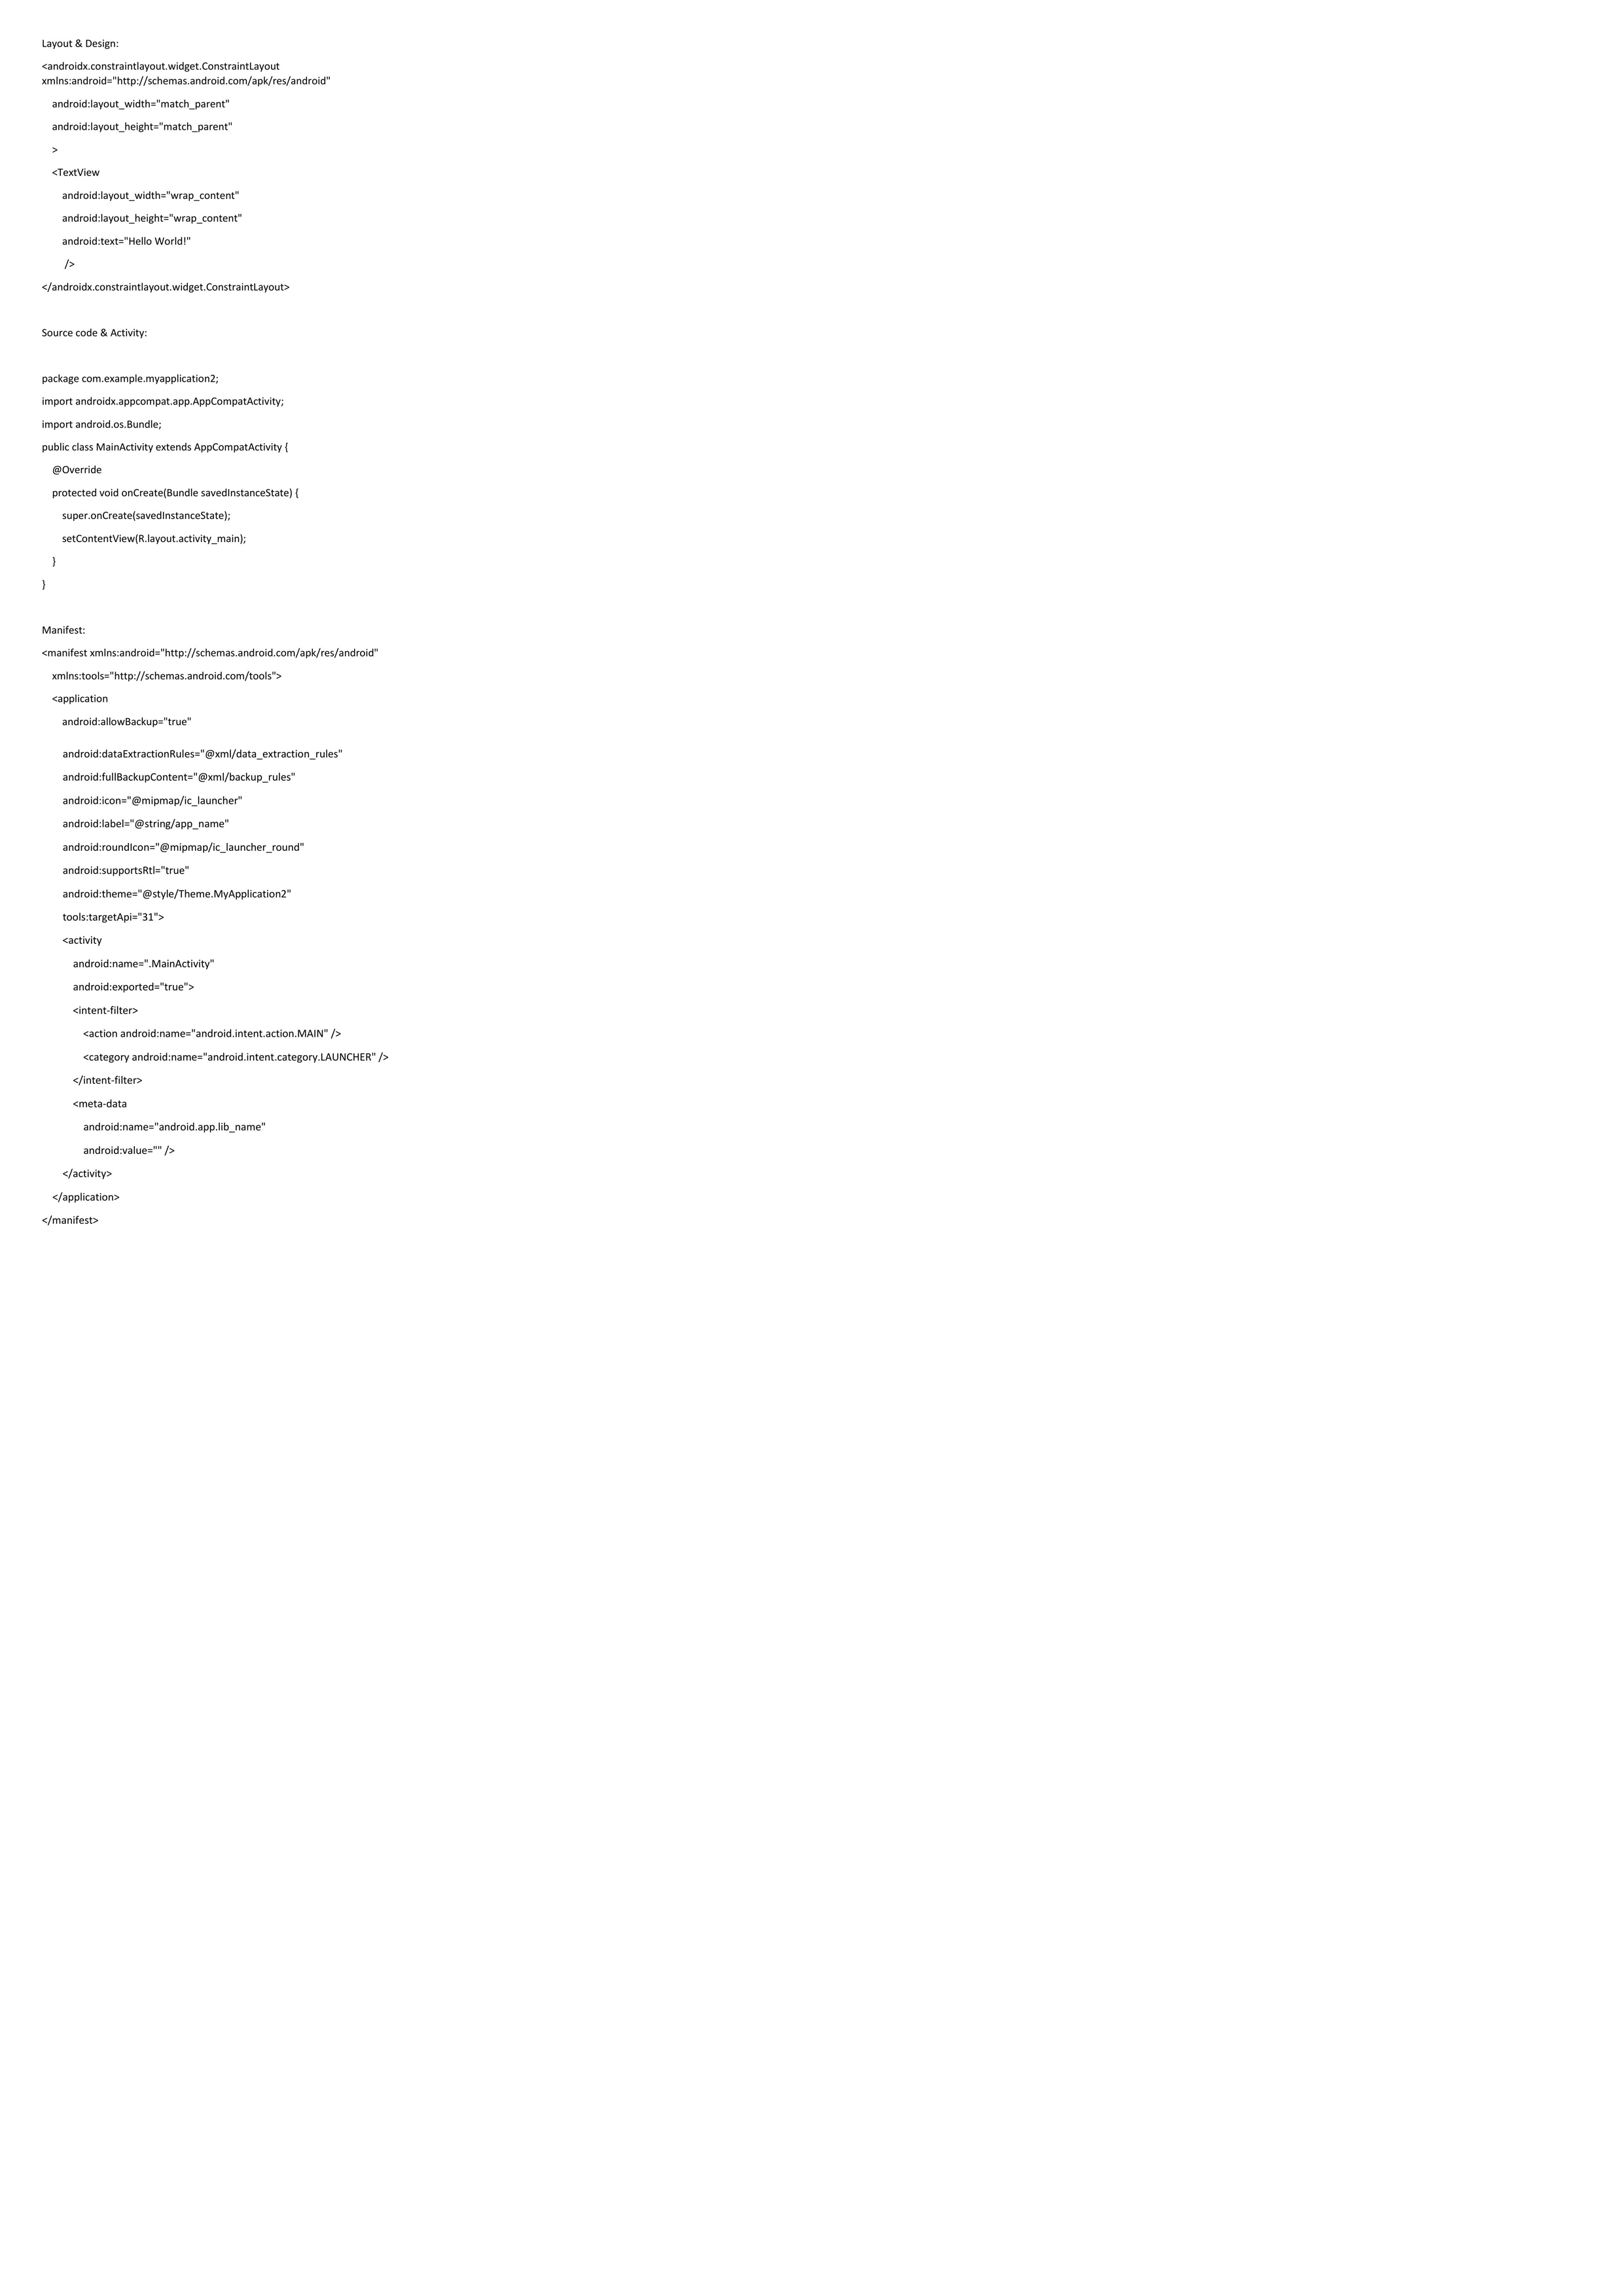 Layout & Design:
<androidx.constraintlayout.widget.ConstraintLayout
xmlns:android="http://schemas.android.com/apk/res/android"
android:layout_width="match_parent"
android:layout_height="match_parent"
>
<TextView
android:layout_width="wrap_content"
android:layout_height="wrap_content"
android:text="Hello World!"
/>
</androidx.constraintlayout.widget.ConstraintLayout>
Source code & Activity:
package com.example.myapplication2;
import androidx.appcompat.app.AppCompatActivity;
import android.os.Bundle;
public class MainActivity extends AppCompatActivity {
@Override
protected void onCreate(Bundle savedInstanceState) {
super.onCreate(savedInstanceState);
setContentView(R.layout.activity_main);
}
}
Manifest:
<manifest xmlns:android="http://schemas.android.com/apk/res/android"
xmlns:tools="http://schemas.android.com/tools">
<application
android:allowBackup="true"
android:dataExtractionRules="@xml/data_extraction_rules"
android:fullBackupContent="@xml/backup_rules"
android:icon="@mipmap/ic_launcher"
android:label="@string/app_name"
android:roundIcon="@mipmap/ic_launcher_round"
android:supportsRtl="true"
android:theme="@style/Theme.MyApplication2"
tools:targetApi="31">
<activity
android:name=".MainActivity"
android:exported="true">
<intent-filter>
<action android:name="android.intent.action.MAIN" />
<category android:name="android.intent.category.LAUNCHER" />
</intent-filter>
<meta-data
android:name="android.app.lib_name"
android:value="" />
</activity>
</application>
</manifest>